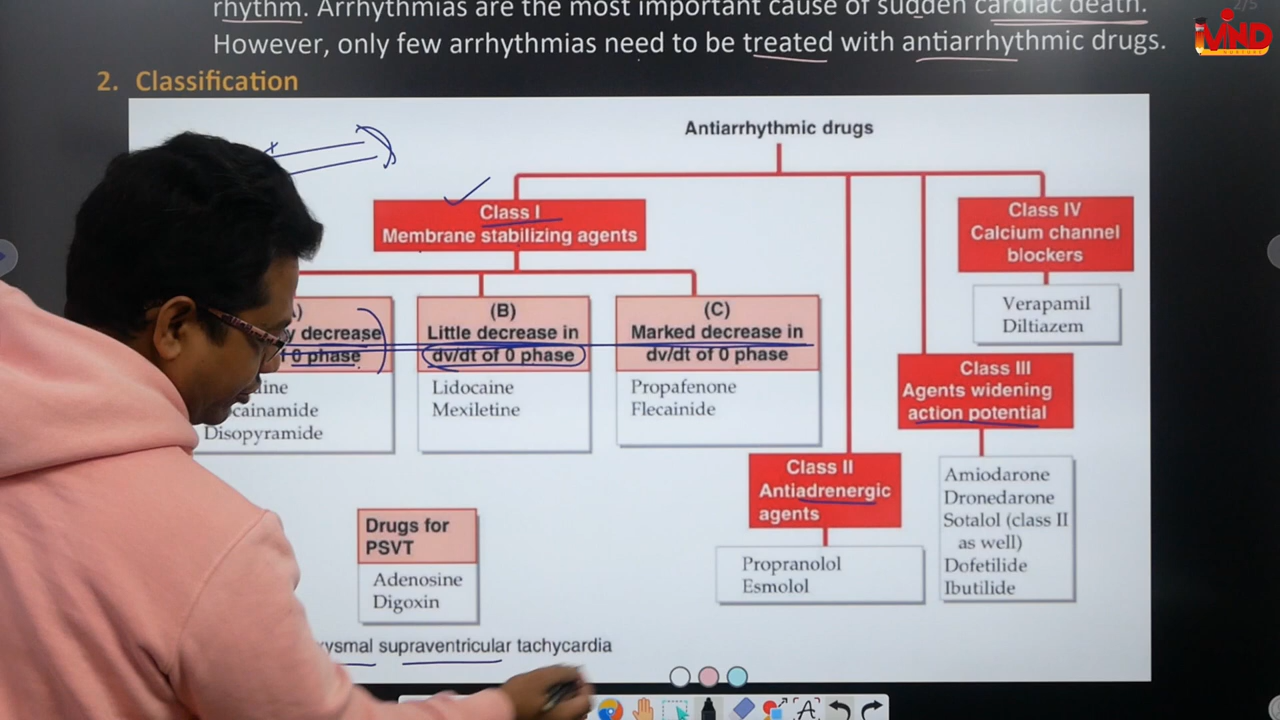 rhythm. Arrhythmias are the most important cause of sudden cardiac death.
However, only few arrhythmias need to be treated with antiarrhythmic drugs.
2/5
MIND
NURTURE
2. Classification
Antiarrhythmic drugs
Class I
Membrane stabilizing agents
decrease
0 phase
Disopyramide
(B)
Little decrease in
dv/dt of 0 phase
Lidocaine
Mexiletine
(C)
Marked decrease in
dv/dt of 0 phase
Propafenone
Flecainide
Class IV
Calcium channel
blockers
Verapamil
Diltiazem
Class III
Agents widening
action potential
Amiodarone
Dronedarone
Sotalol (class II
as well)
Dofetilide
Ibutilide
Class II
Antiadrenergic
agents
Propranolol
Esmolol
Drugs for
PSVT
Adenosine
Digoxin
supraventricular tachycardia